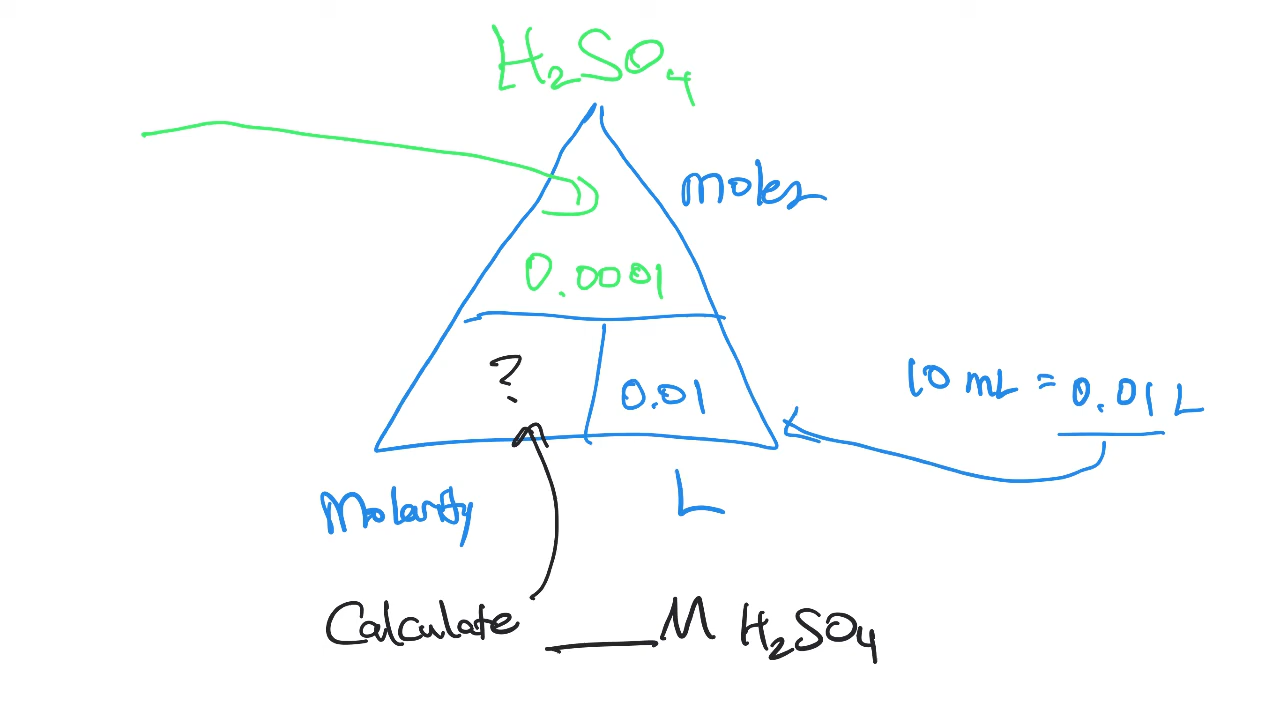 H₂SO₄
moles
0.0001
?
0.01
10 mL = 0.01 L
Molarity
L
Calculate ____ M H₂SO₄